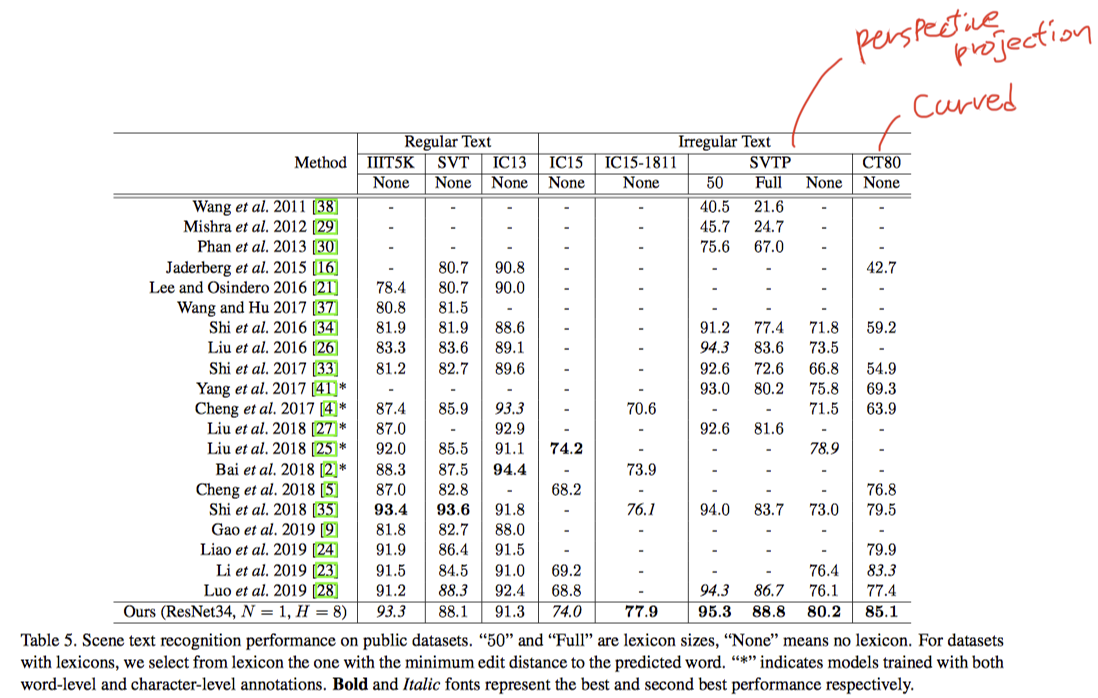 perspective
projection
Curved
Regular Text Irregular Text
Method IIIT5K SVT IC13 IC15 IC15-1811 SVTP CT80
None None None None None 50 Full None None
Wang et al. 2011 [38] - - - - - 40.5 21.6 - -
Mishra et al. 2012 [29] - - - - - 45.7 24.7 - -
Phan et al. 2013 [30] - - - - - 75.6 67.0 - -
Jaderberg et al. 2015 [16] - 80.7 90.8 - - - - - 42.7
Lee and Osindero 2016 [21] 78.4 80.7 90.0 - - - - - -
Wang and Hu 2017 [37] 80.8 81.5 - - - - - - -
Shi et al. 2016 [34] 81.9 81.9 88.6 - - 91.2 77.4 71.8 59.2
Liu et al. 2016 [26] 83.3 83.6 89.1 - - 94.3 83.6 73.5 -
Shi et al. 2017 [33] 81.2 82.7 89.6 - - 92.6 72.6 66.8 54.9
Yang et al. 2017 [41]* - - - - - 93.0 80.2 75.8 69.3
Cheng et al. 2017 [4]* 87.4 85.9 93.3 - 70.6 - - 71.5 63.9
Liu et al. 2018 [27]* 87.0 - 92.9 - - 92.6 81.6 - -
Liu et al. 2018 [25]* 92.0 85.5 91.1 74.2 - - - 78.9 -
Bai et al. 2018 [2]* 88.3 87.5 94.4 - 73.9 - - - -
Cheng et al. 2018 [5] 87.0 82.8 - 68.2 - - - - 76.8
Shi et al. 2018 [35] 93.4 93.6 91.8 - 76.1 94.0 83.7 73.0 79.5
Gao et al. 2019 [9] 81.8 82.7 88.0 - - - - - -
Liao et al. 2019 [24] 91.9 86.4 91.5 - - - - - 79.9
Li et al. 2019 [23] 91.5 84.5 91.0 69.2 - - - 76.4 83.3
Luo et al. 2019 [28] 91.2 88.3 92.4 68.8 - 94.3 86.7 76.1 77.4
Ours (ResNet34, N = 1, H = 8) 93.3 88.1 91.3 74.0 77.9 95.3 88.8 80.2 85.1
Table 5. Scene text recognition performance on public datasets. “50” and “Full” are lexicon sizes, “None” means no lexicon. For datasets
with lexicons, we select from lexicon the one with the minimum edit distance to the predicted word. “*” indicates models trained with both
word-level and character-level annotations. Bold and Italic fonts represent the best and second best performance respectively.